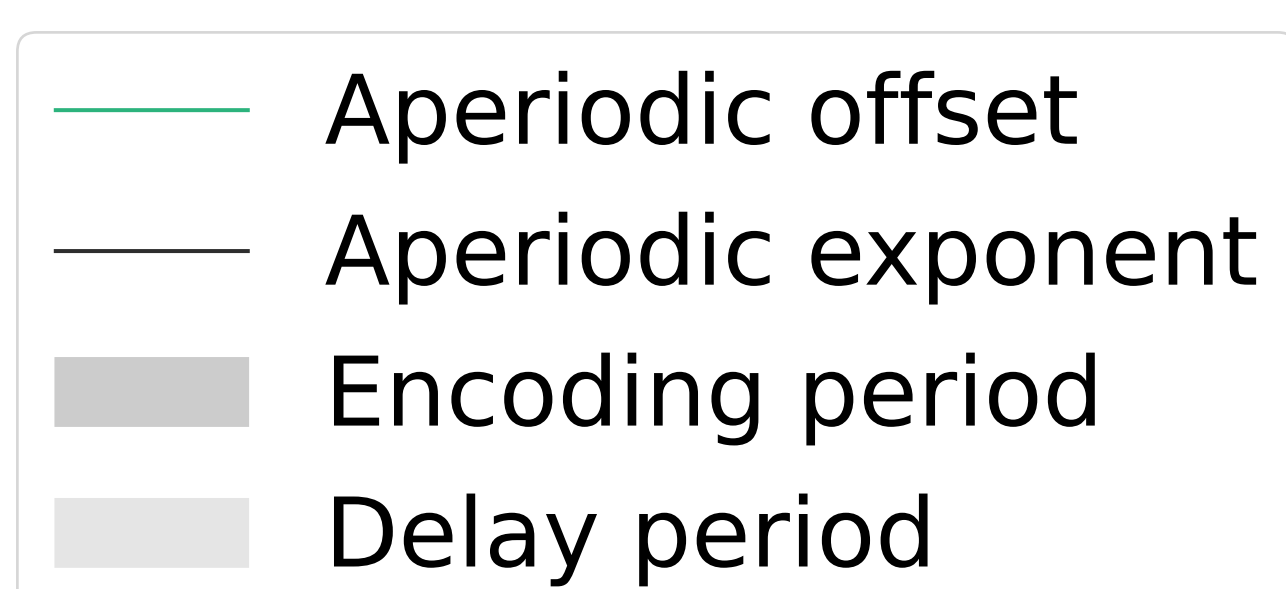 Aperiodic offset
Aperiodic exponent
Encoding period
Delay period